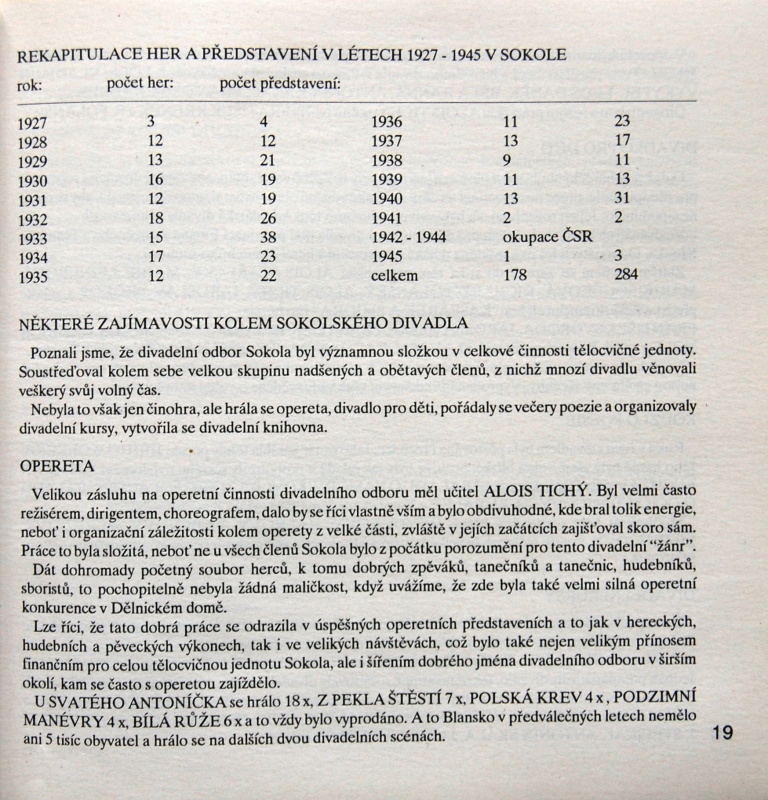 REKAPITULACE HER A PŘEDSTAVENÍ V LÉTECH 1927 - 1945 V SOKOLE
rok: počet her: počet představení:
1927 3 4 1936 11 23
1928 12 12 1937 13 17
1929 13 21 1938 9 11
1930 16 19 1939 11 13
1931 12 19 1940 13 31
1932 18 26 1941 2 2
1933 15 38 1942 - 1944 okupace ČSR
1934 17 23 1945 1 3
1935 12 22 celkem 178 284
NĚKTERÉ ZAJÍMAVOSTI KOLEM SOKOLSKÉHO DIVADLA
Poznali jsme, že divadelní odbor Sokola byl významnou složkou v celkové činnosti tělocvičné jednoty.
Soustřeďoval kolem sebe velkou skupinu nadšených a obětavých členů, z nichž mnozí divadlu věnovali
veškerý svůj volný čas.
Nebyla to však jen činohra, ale hrála se opereta, divadlo pro děti, pořádaly se večery poezie a organizovaly
divadelní kursy, vytvořila se divadelní knihovna.
OPERETA
Velikou zásluhu na operetní činnosti divadelního odboru měl učitel ALOIS TICHÝ. Byl velmi často
režisérem, dirigentem, choreografem, dalo by se říci vlastně vším a bylo obdivuhodné, kde bral tolik energie,
neboť i organizační záležitosti kolem operety z velké části, zvláště v jejích začátcích zajišťoval skoro sám.
Práce to byla složitá, neboť ne u všech členů Sokola bylo z počátku porozumění pro tento divadelní "žánr".
Dát dohromady početný soubor herců, k tomu dobrých zpěváků, tanečníků a tanečnic, hudebníků,
sboristů, to pochopitelně nebyla žádná maličkost, když uvážíme, že zde byla také velmi silná operetní
konkurence v Dělnickém domě.
Lze říci, že tato dobrá práce se odrazila v úspěšných operetních představeních a to jak v hereckých,
hudebních a pěveckých výkonech, tak i ve velikých návštěvách, což bylo také nejen velikým přínosem
finančním pro celou tělocvičnou jednotu Sokola, ale i šířením dobrého jména divadelního odboru v širším
okolí, kam se často s operetou zajíždělo.
U SVATÉHO ANTONÍČKA se hrálo 18 x, Z PEKLA ŠTĚSTÍ 7 x, POLSKÁ KREV 4 x, PODZIMNÍ
MANÉVRY 4 x, BÍLÁ RŮŽE 6 x a to vždy bylo vyprodáno. A to Blansko v předválečných letech nemělo
ani 5 tisíc obyvatel a hrálo se na dalších dvou divadelních scénách.
19